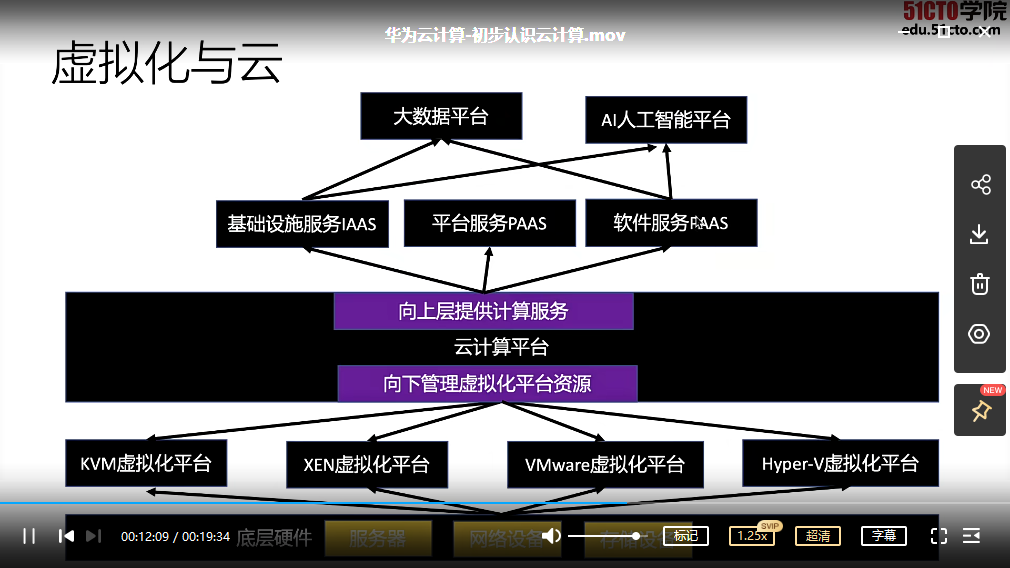 51CTO学院
edu.51cto.com
华为云计算-初步认识云计算.mov
虚拟化与云
大数据平台
AI人工智能平台
基础设施服务IAAS
平台服务PAAS
软件服务
向上层提供计算服务
云计算平台
向下管理虚拟化平台资源
NEW
KVM虚拟化平台
XEN虚拟化平台
VMware虚拟化平台
Hyper-V虚拟化平台
00:12:09 / 00:19:34
底层硬件
服务器
网络设备
存储设备
标记
1.25x
SVIP
超清
字幕